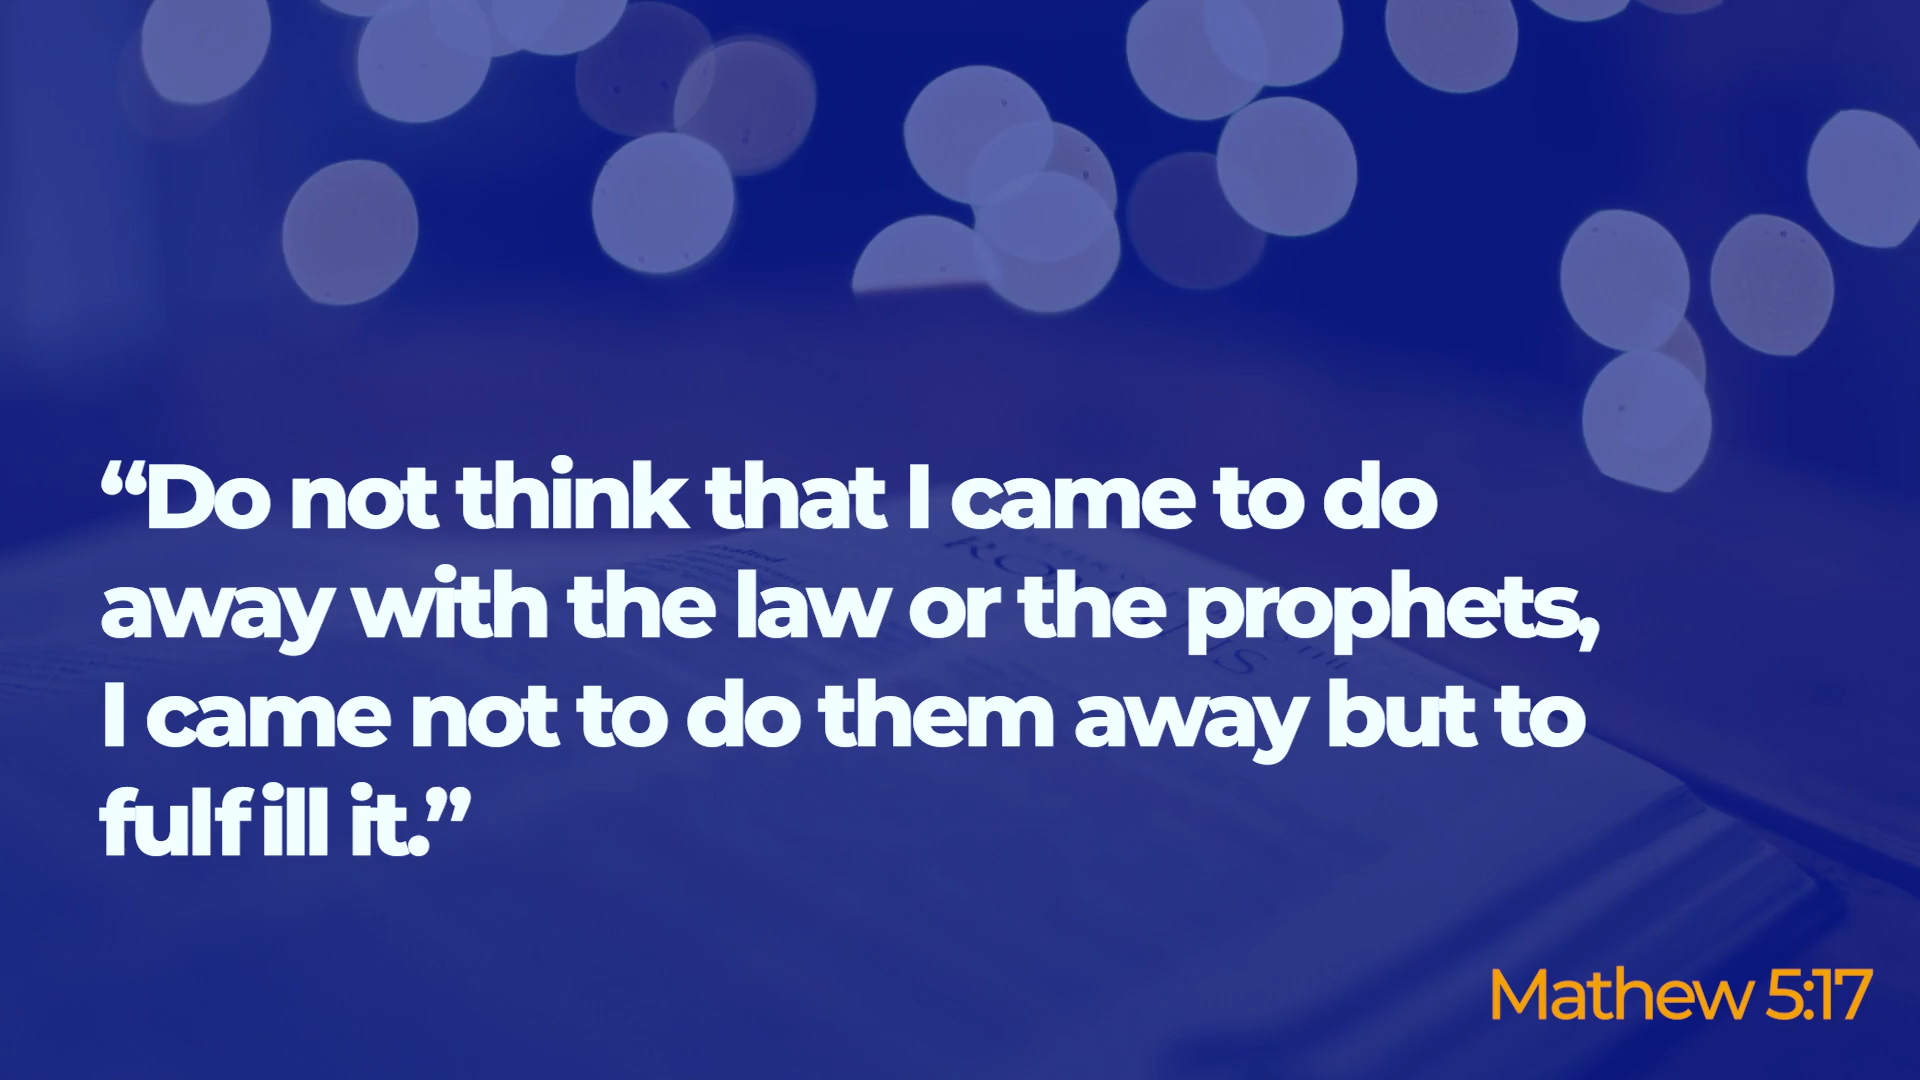 “Do not think that I came to do
away with the law or the prophets,
I came not to do them away but to
fulfill it.”
Mathew 5:17